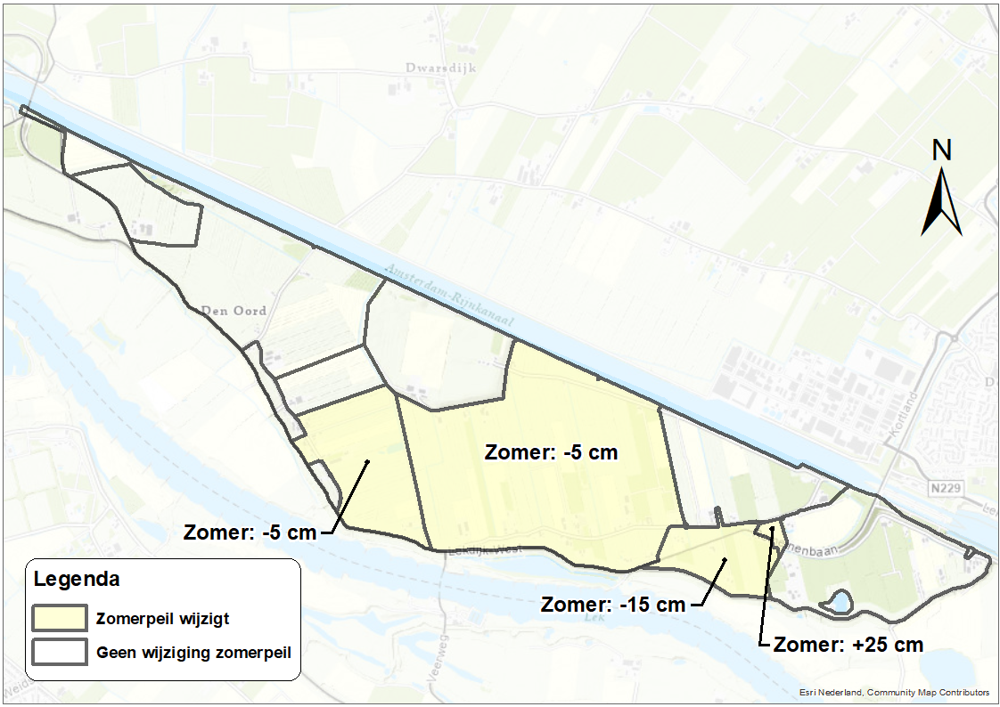 Dwarsdijk
N
Amsterdam-Rijnkanaal
Den Oord
Kortland
Zomer: -5 cm
N229
Zomer: -5 cm
Lekdijk-West
Zomer: -15 cm
Lek
Zomer: +25 cm
Veerweg
Legenda
Zomerpeil wijzigt
Geen wijziging zomerpeil
Esri Nederland, Community Map Contributors